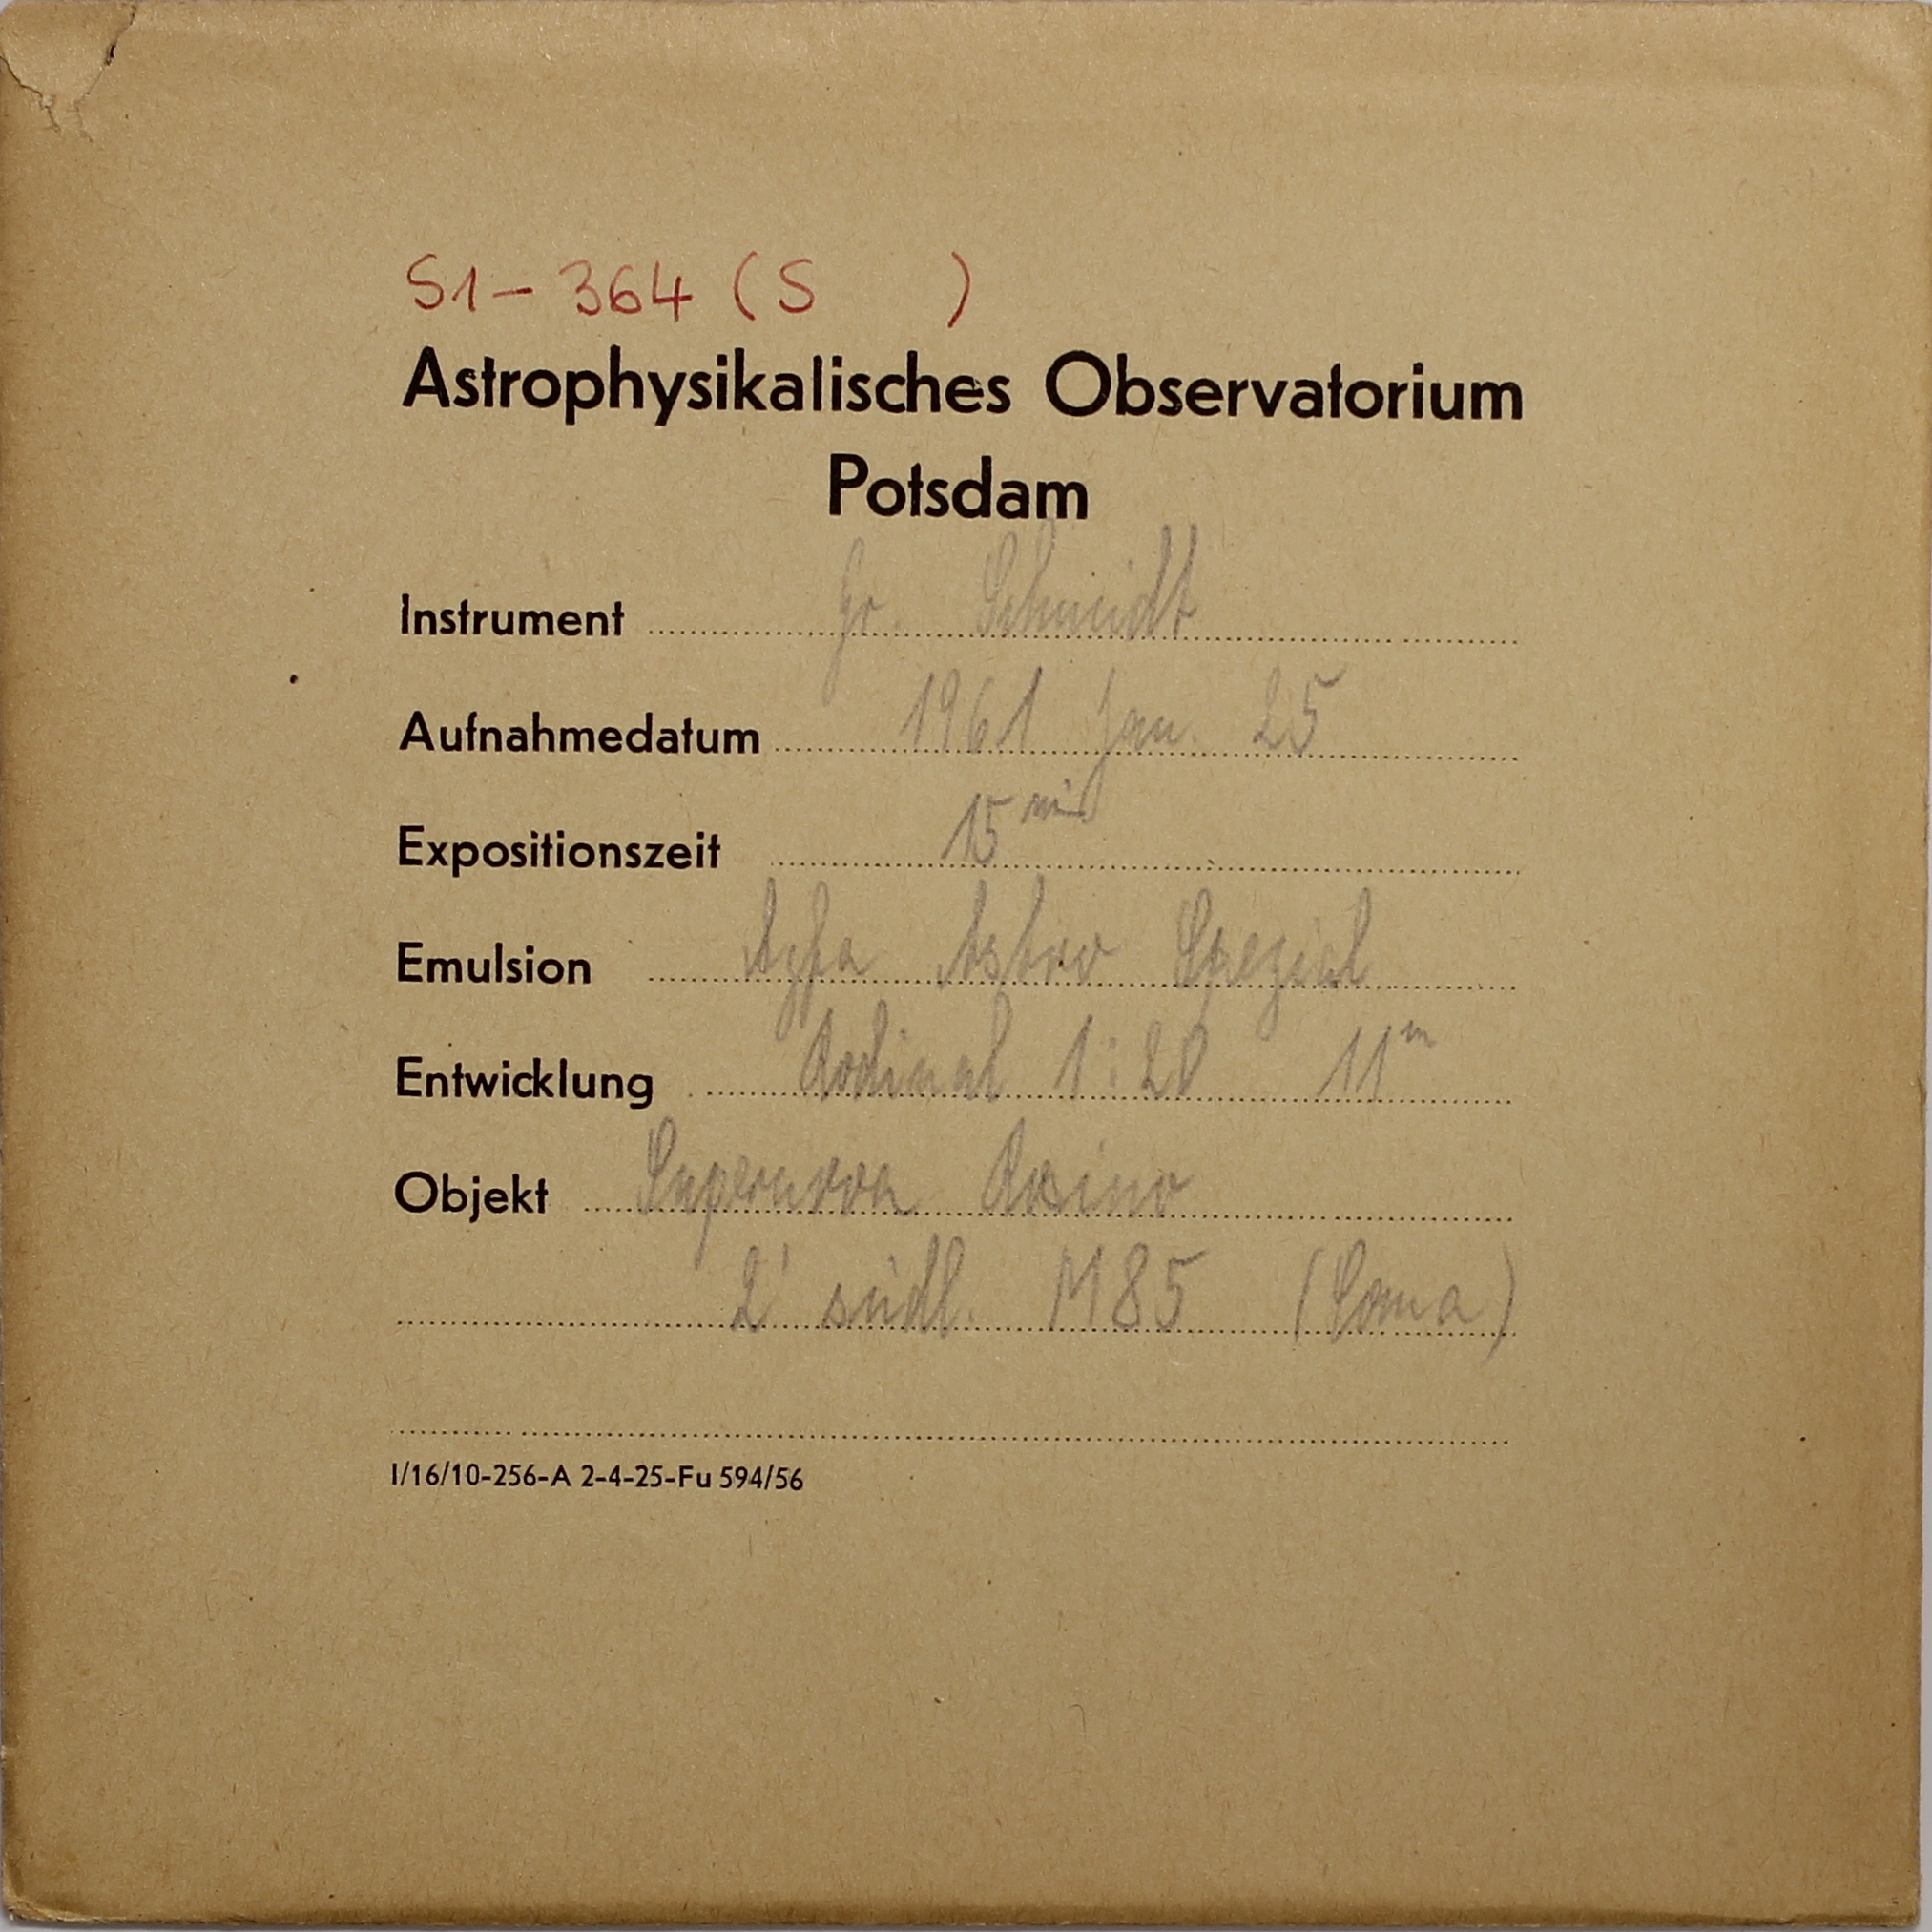 S1-364 (S )
Astrophysikalisches Observatorium
Potsdam
Instrument Gr. Schmidt
Aufnahmedatum 1961 Jan. 25
Expositionszeit 15 min
Emulsion Agfa Astro Spezial
Entwicklung Rodinal 1:20 11 m
Objekt Supernova Rosino
2' südl. M85 (Coma)
I/16/10-256-A 2-4-25-Fu 594/56